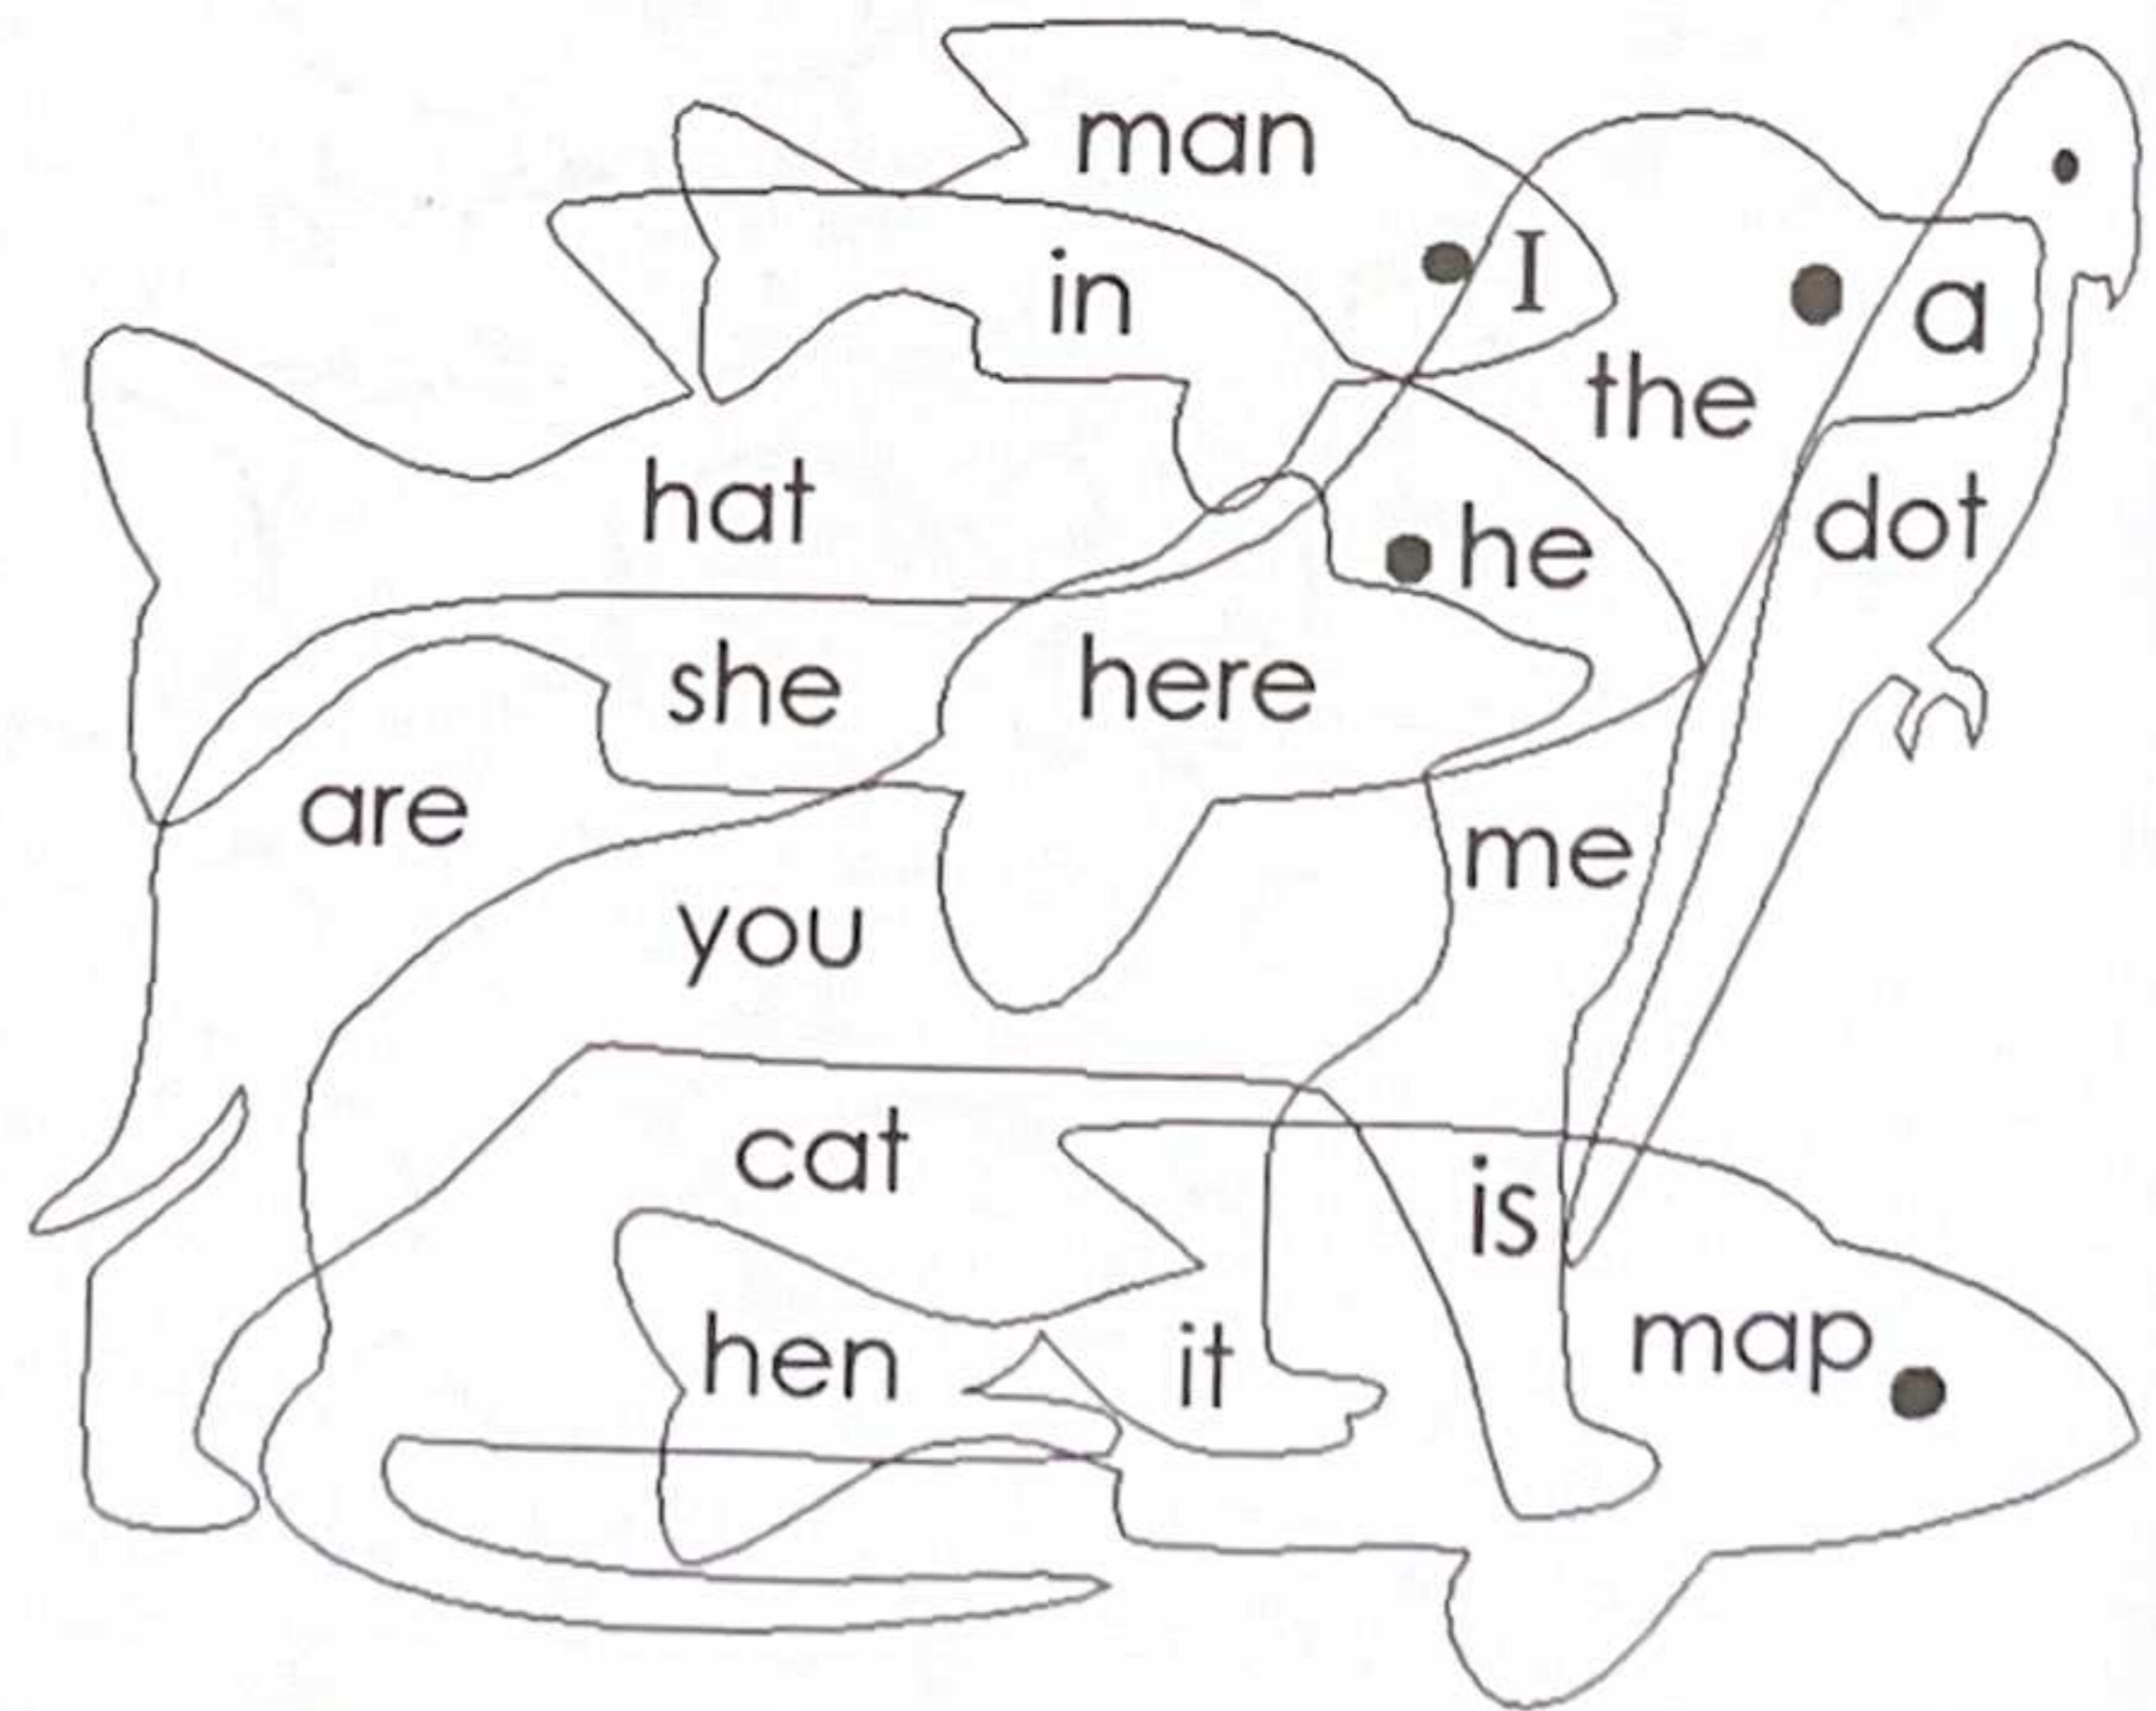 man
in
I
a
the
hat
he
dot
she
here
are
me
you
cat
is
hen
it
map